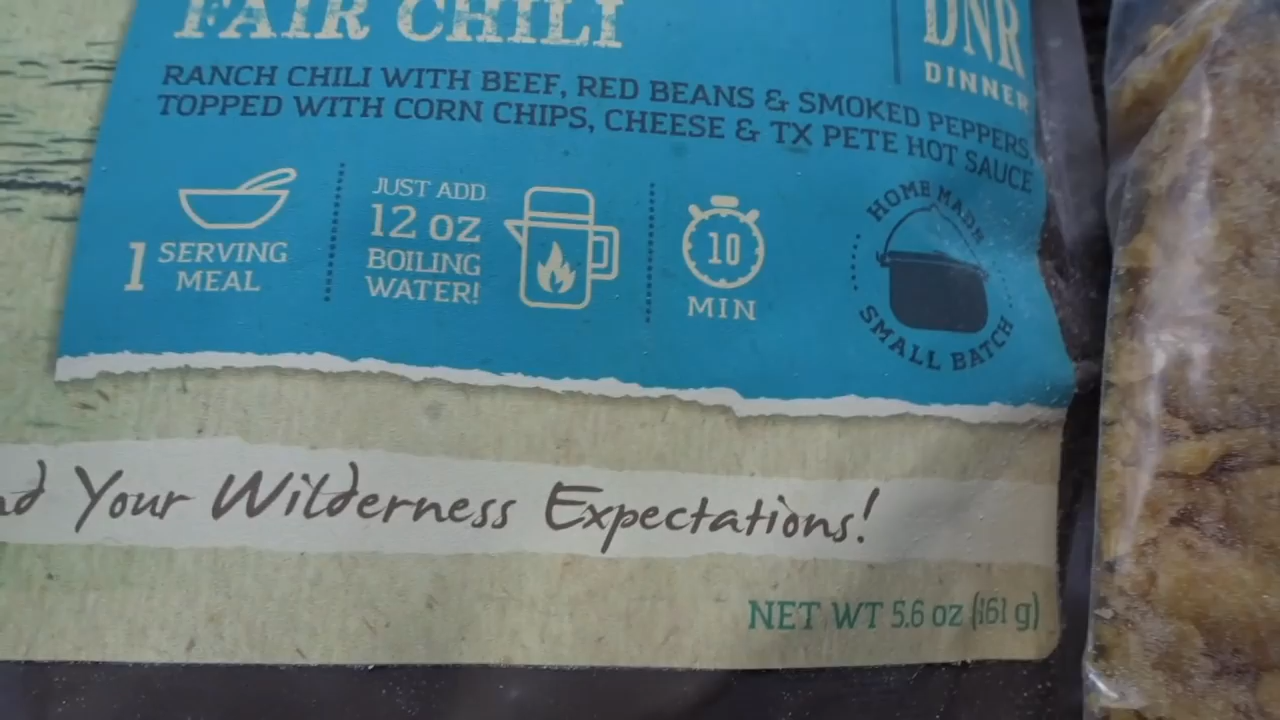 FAIR CHILI
DNR
DINNER
RANCH CHILI WITH BEEF, RED BEANS & SMOKED PEPPERS,
TOPPED WITH CORN CHIPS, CHEESE & TX PETE HOT SAUCE
1 SERVING
MEAL
JUST ADD
12 OZ
BOILING
WATER!
10
MIN
HOME MADE
SMALL BATCH
Your Wilderness Expectations!
NET WT 5.6 oz (161 g)